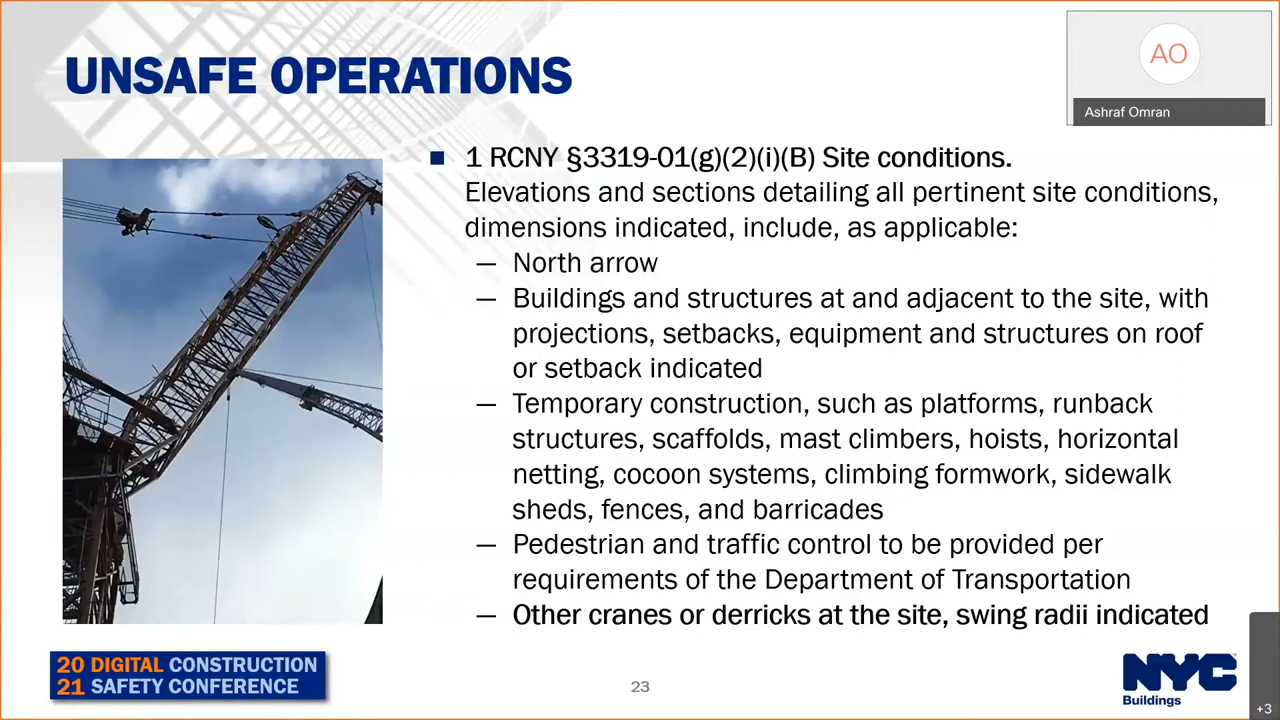 UNSAFE OPERATIONS
AO
Ashraf Omran
■ 1 RCNY §3319-01(g)(2)(i)(B) Site conditions.
Elevations and sections detailing all pertinent site conditions,
dimensions indicated, include, as applicable:
— North arrow
— Buildings and structures at and adjacent to the site, with
projections, setbacks, equipment and structures on roof
or setback indicated
— Temporary construction, such as platforms, runback
structures, scaffolds, mast climbers, hoists, horizontal
netting, cocoon systems, climbing formwork, sidewalk
sheds, fences, and barricades
— Pedestrian and traffic control to be provided per
requirements of the Department of Transportation
— Other cranes or derricks at the site, swing radii indicated
20 DIGITAL CONSTRUCTION
21 SAFETY CONFERENCE
23
NYC™
Buildings
+3